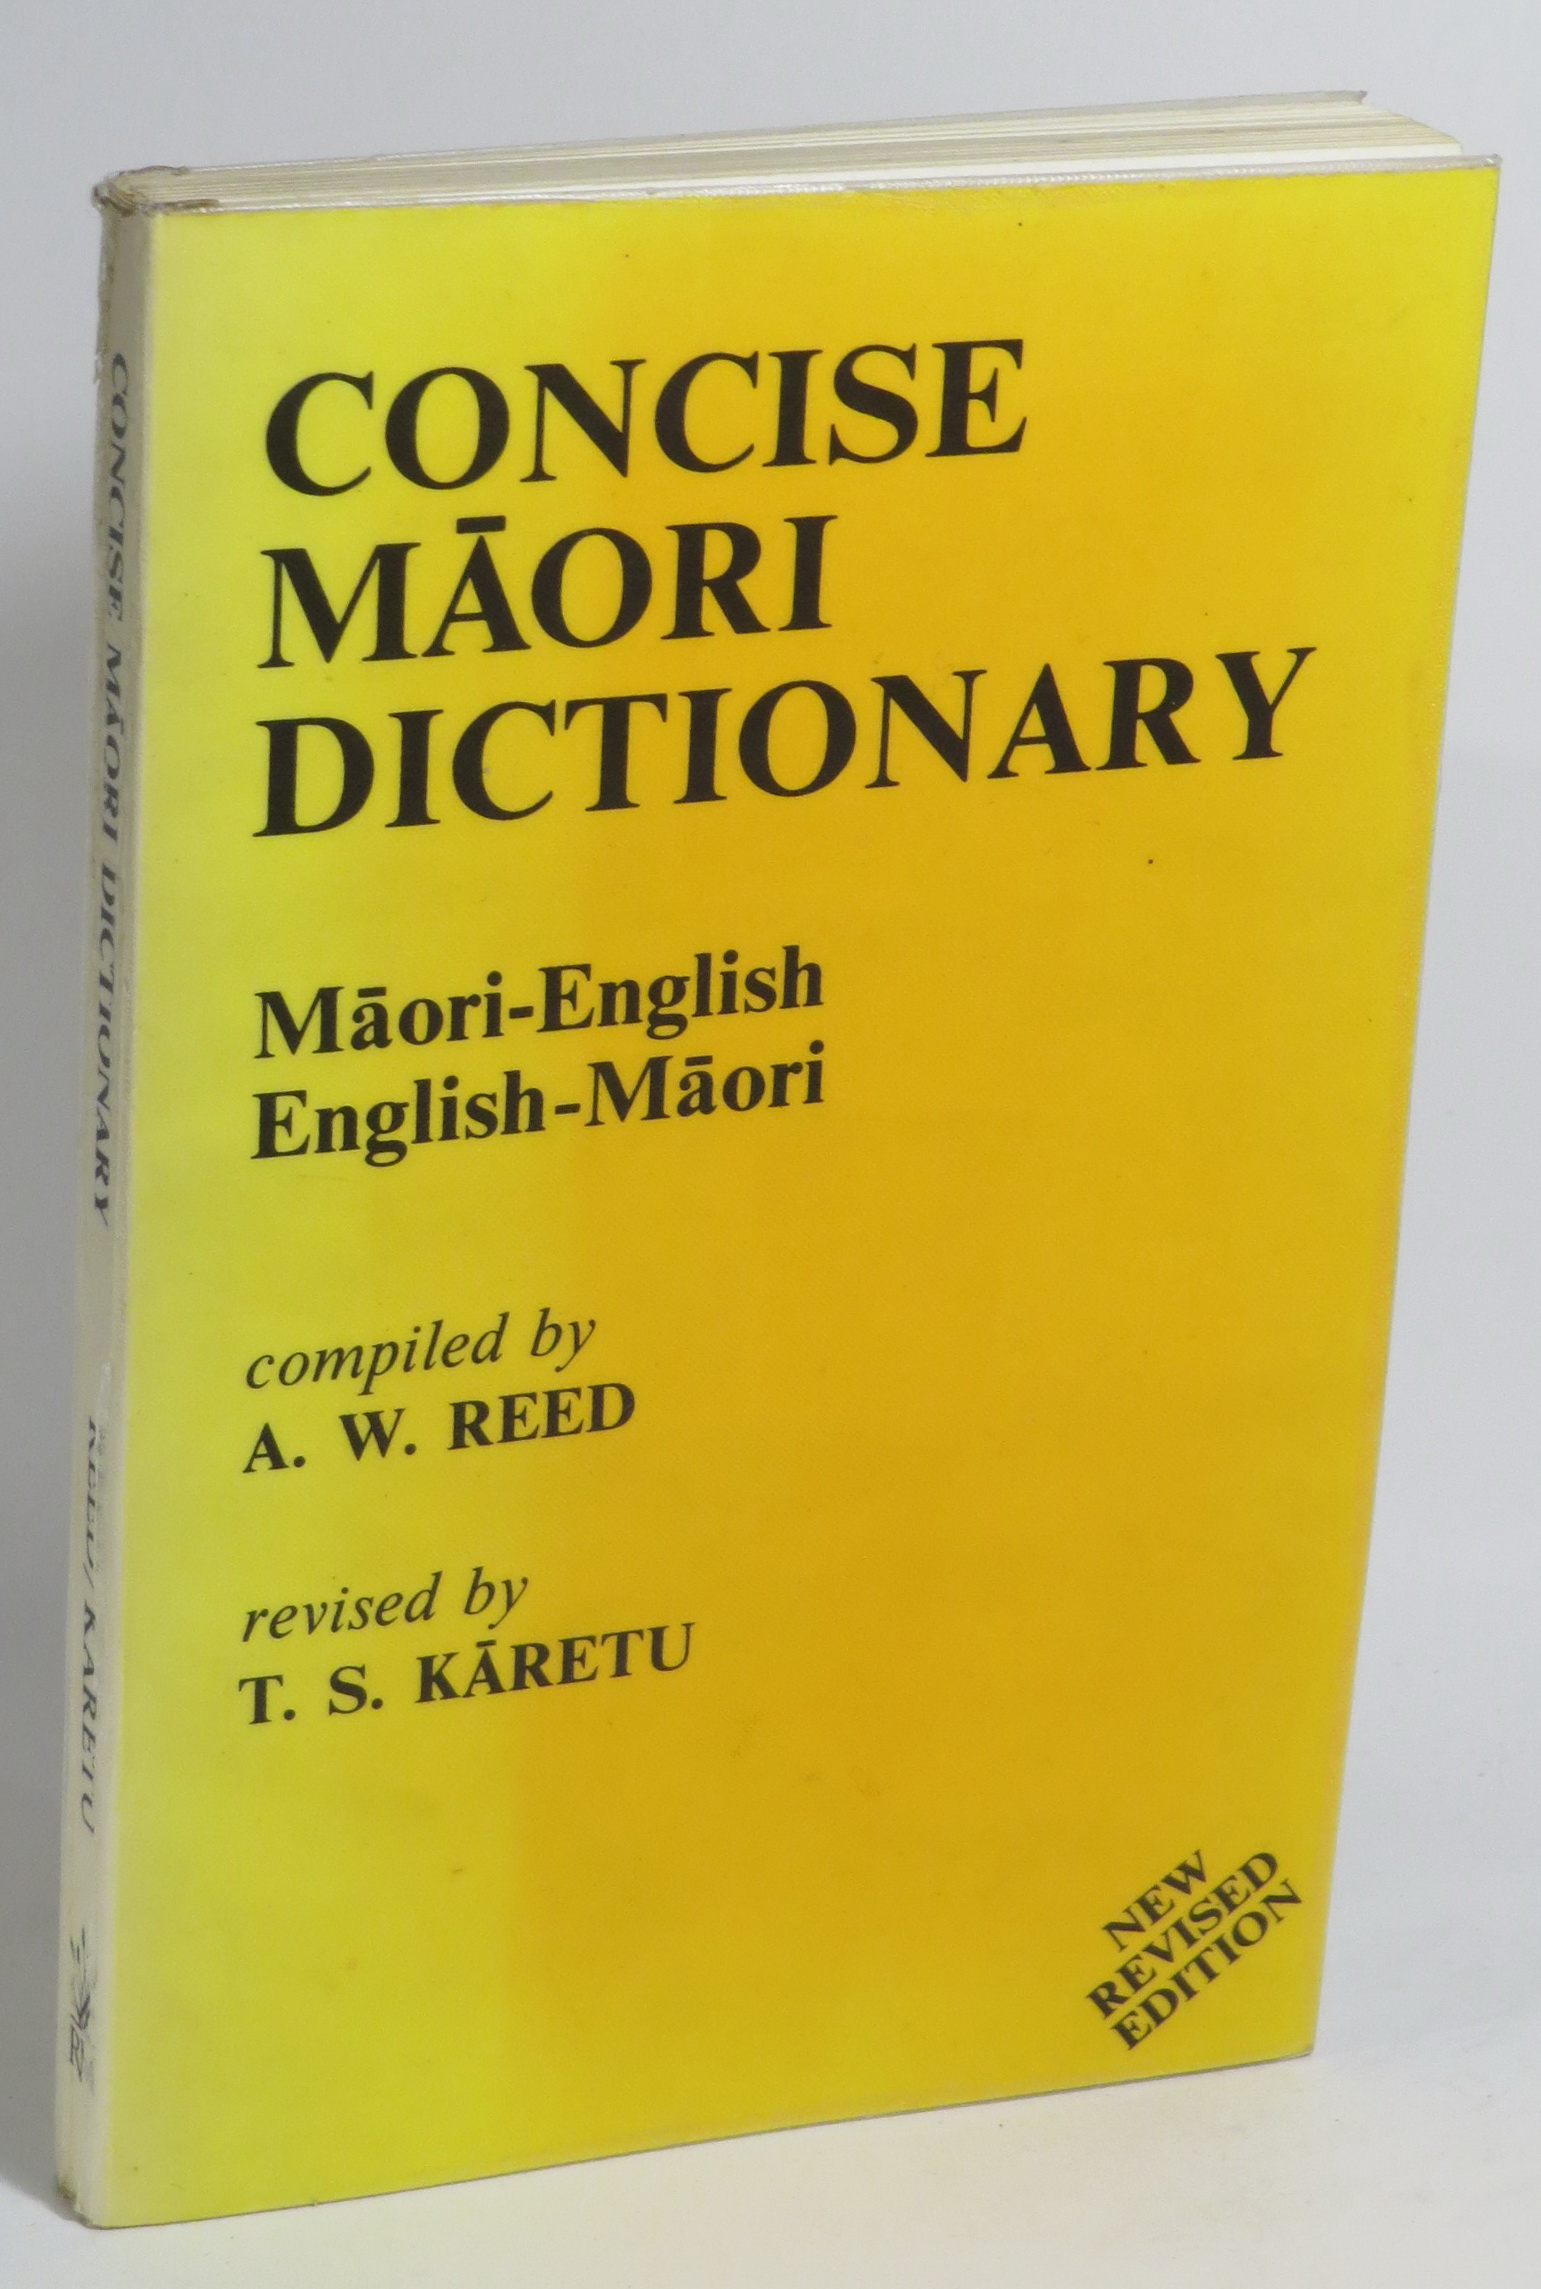 CONCISE
MĀORI
DICTIONARY
Māori-English
English-Māori
compiled by
A. W. REED
revised by
T. S. KĀRETU
NEW
REVISED
EDITION
CONCISE MĀORI DICTIONARY
REED/KARETU